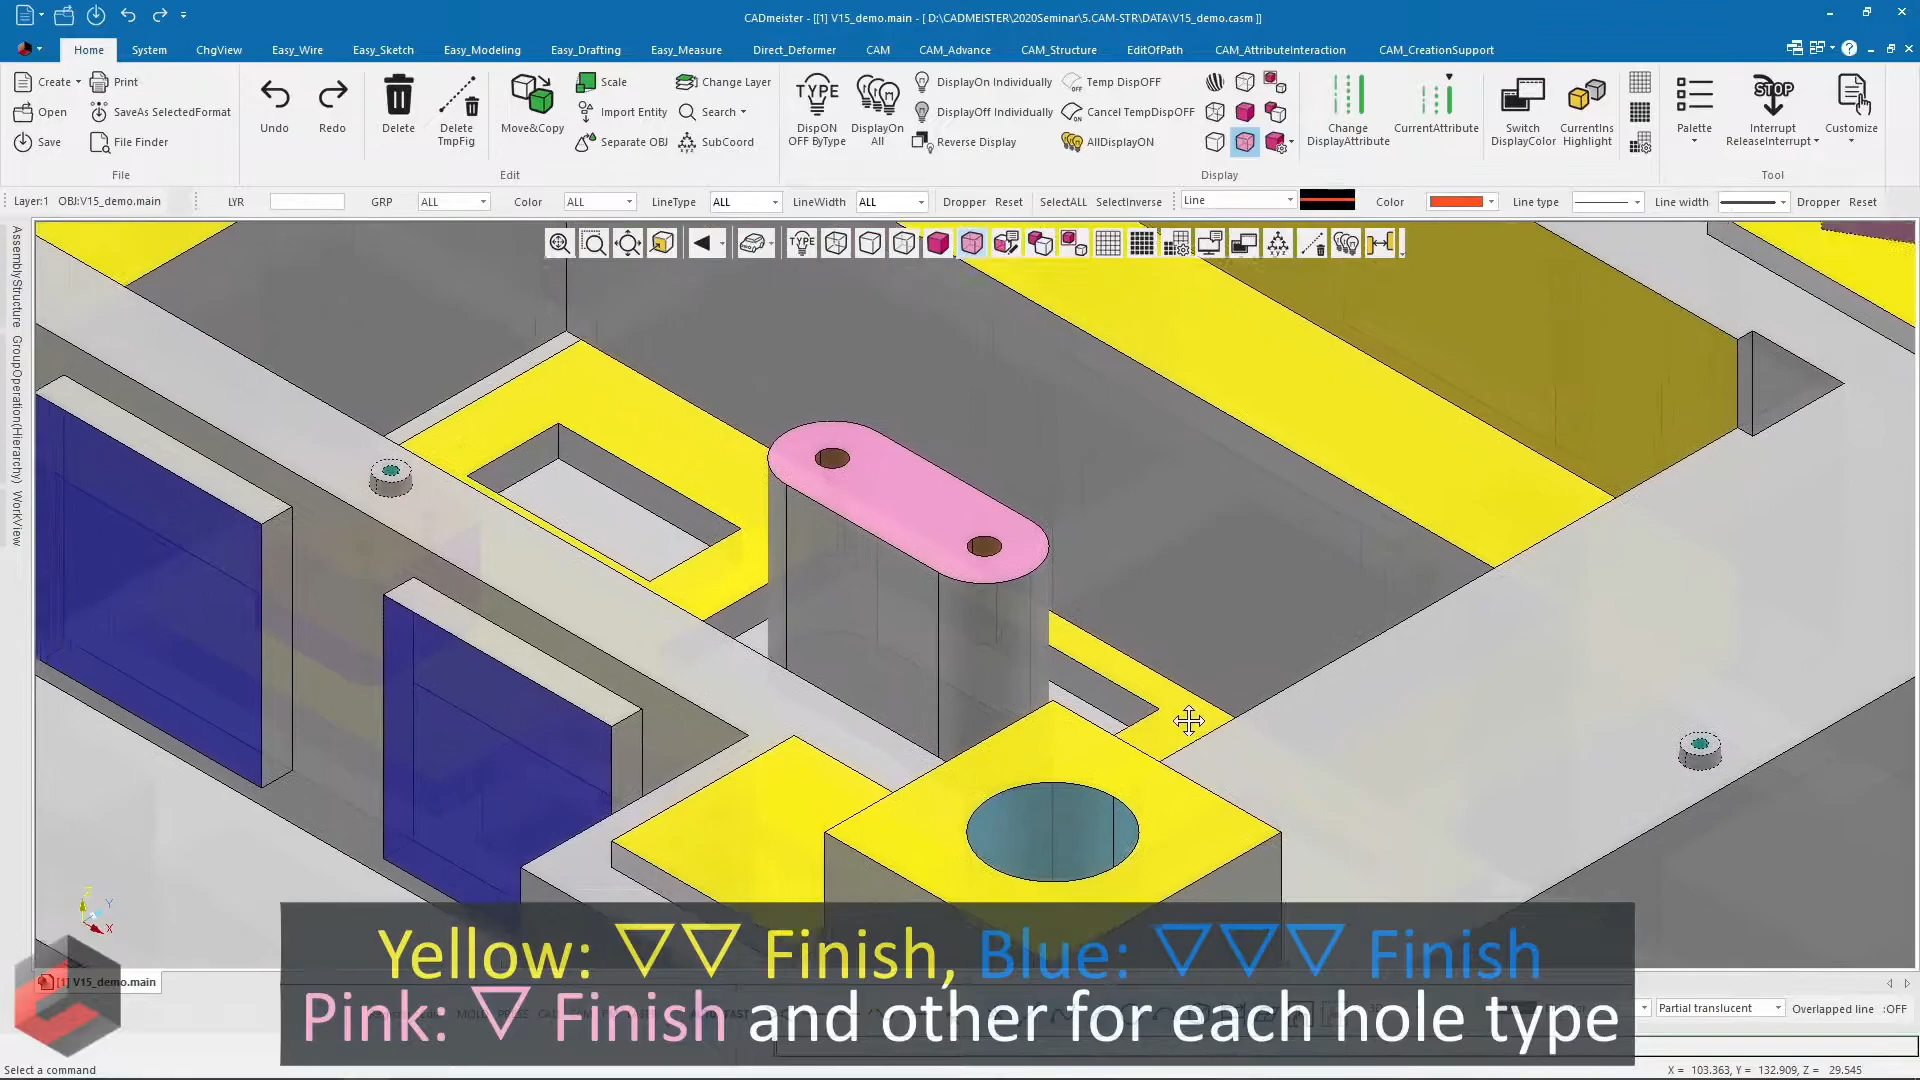 CADmeister - [[1] V15_demo.main - [ D:\CADMEISTER\2020Seminar\5.CAM-STR\DATA\V15_demo.casm ]]
Home System ChgView Easy_Wire Easy_Sketch Easy_Modeling Easy_Drafting Easy_Measure Direct_Deformer CAM CAM_Advance CAM_Structure EditOfPath CAM_AttributeInteraction CAM_CreationSupport
Create Print
Open SaveAs SelectedFormat
Save File Finder
File
Undo Redo Delete Delete TmpFig Move&Copy
Scale Change Layer
Import Entity Search
Separate OBJ SubCoord
Edit
TYPE
DispON OFF ByType
DisplayOn All
DisplayOn Individually Temp DispOFF
DisplayOff Individually Cancel TempDispOFF
Reverse Display AllDisplayON
Change DisplayAttribute
CurrentAttribute
Switch DisplayColor
CurrentIns Highlight
Display
Palette
STOP
Interrupt ReleaseInterrupt
Customize
Tool
Layer:1 OBJ:V15_demo.main LYR GRP ALL Color ALL LineType ALL LineWidth ALL Dropper Reset SelectALL SelectInverse Line Color Line type Line width Dropper Reset
AssemblyStructure
GroupOperation(Hierarchy)
WorkView
TYPE
Z
Y
X
[1] V15_demo.main
Yellow: ▽▽ Finish, Blue: ▽▽▽ Finish
Pink: ▽ Finish and other for each hole type
Partial translucent Overlapped line :OFF
Select a command
X = 103.363, Y = 132.909, Z = 29.545